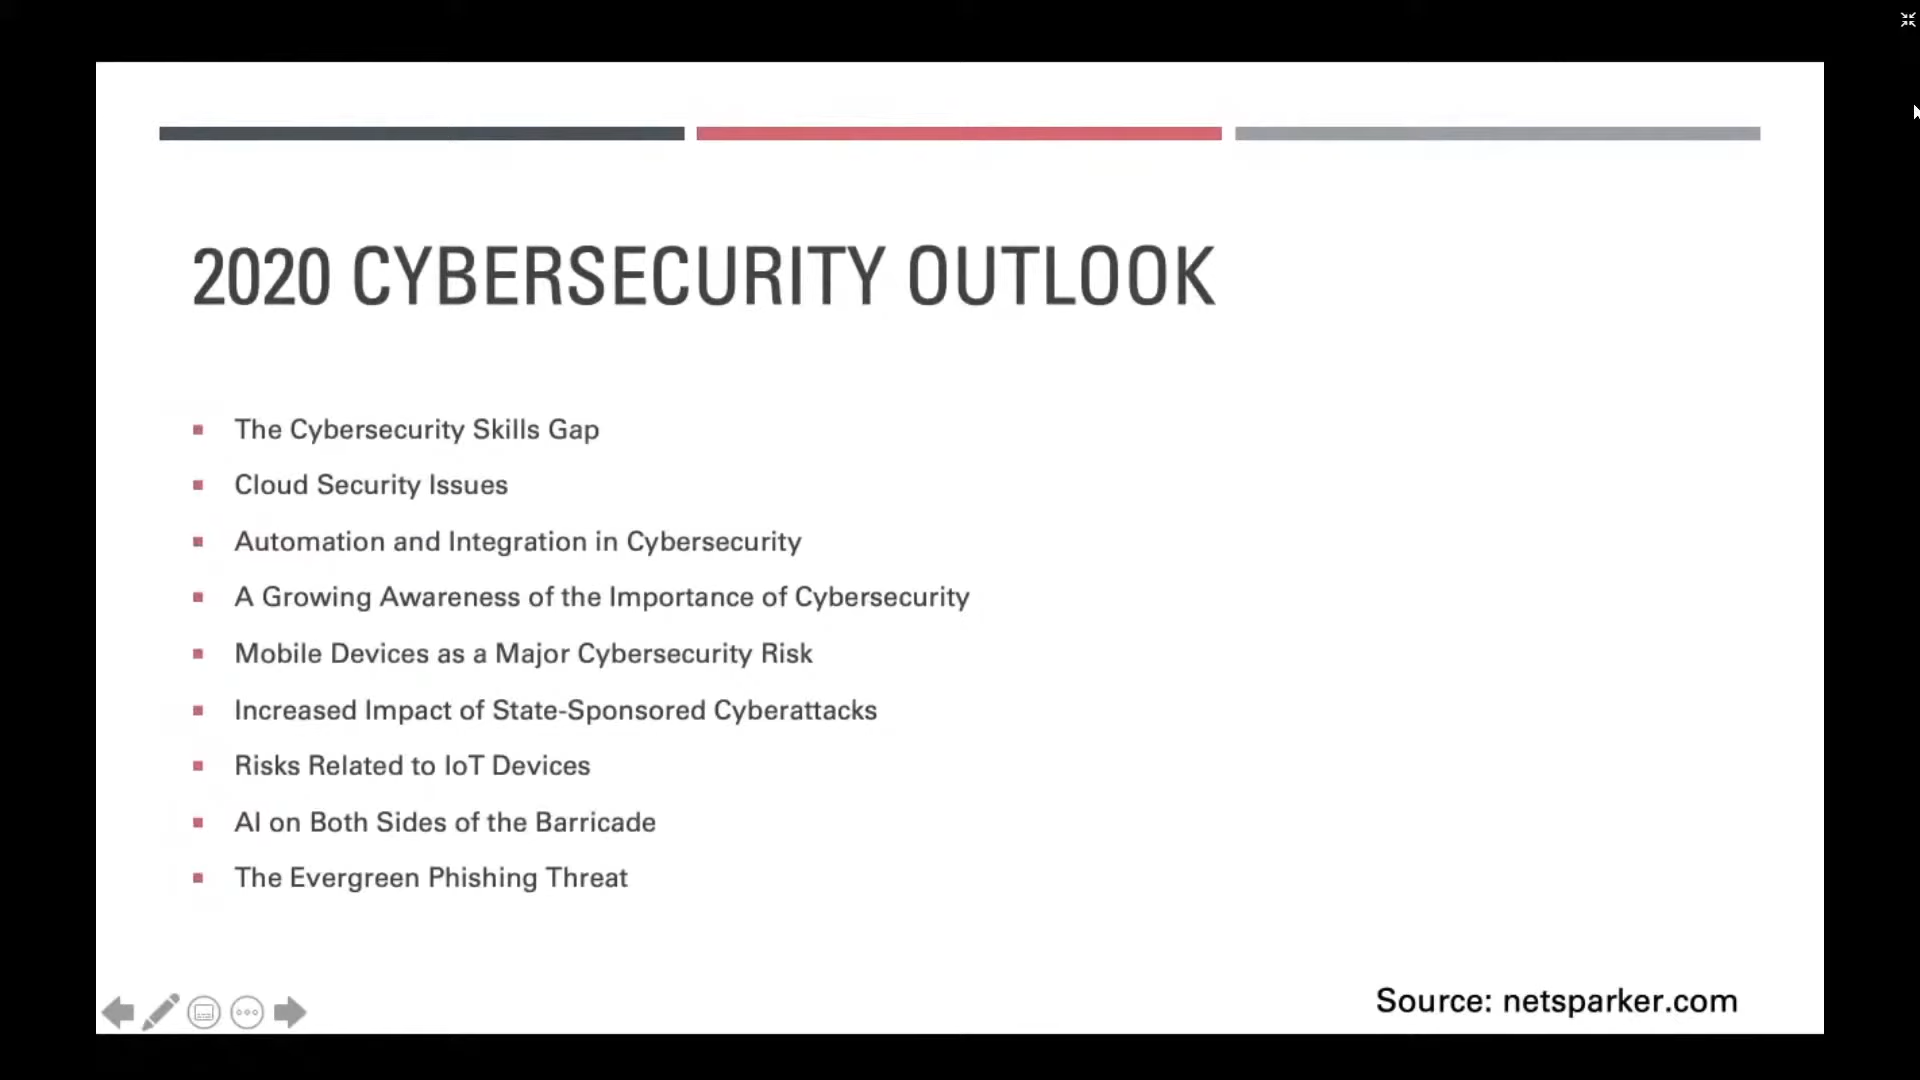 2020 CYBERSECURITY OUTLOOK
The Cybersecurity Skills Gap
Cloud Security Issues
Automation and Integration in Cybersecurity
A Growing Awareness of the Importance of Cybersecurity
Mobile Devices as a Major Cybersecurity Risk
Increased Impact of State-Sponsored Cyberattacks
Risks Related to IoT Devices
AI on Both Sides of the Barricade
The Evergreen Phishing Threat
Source: netsparker.com